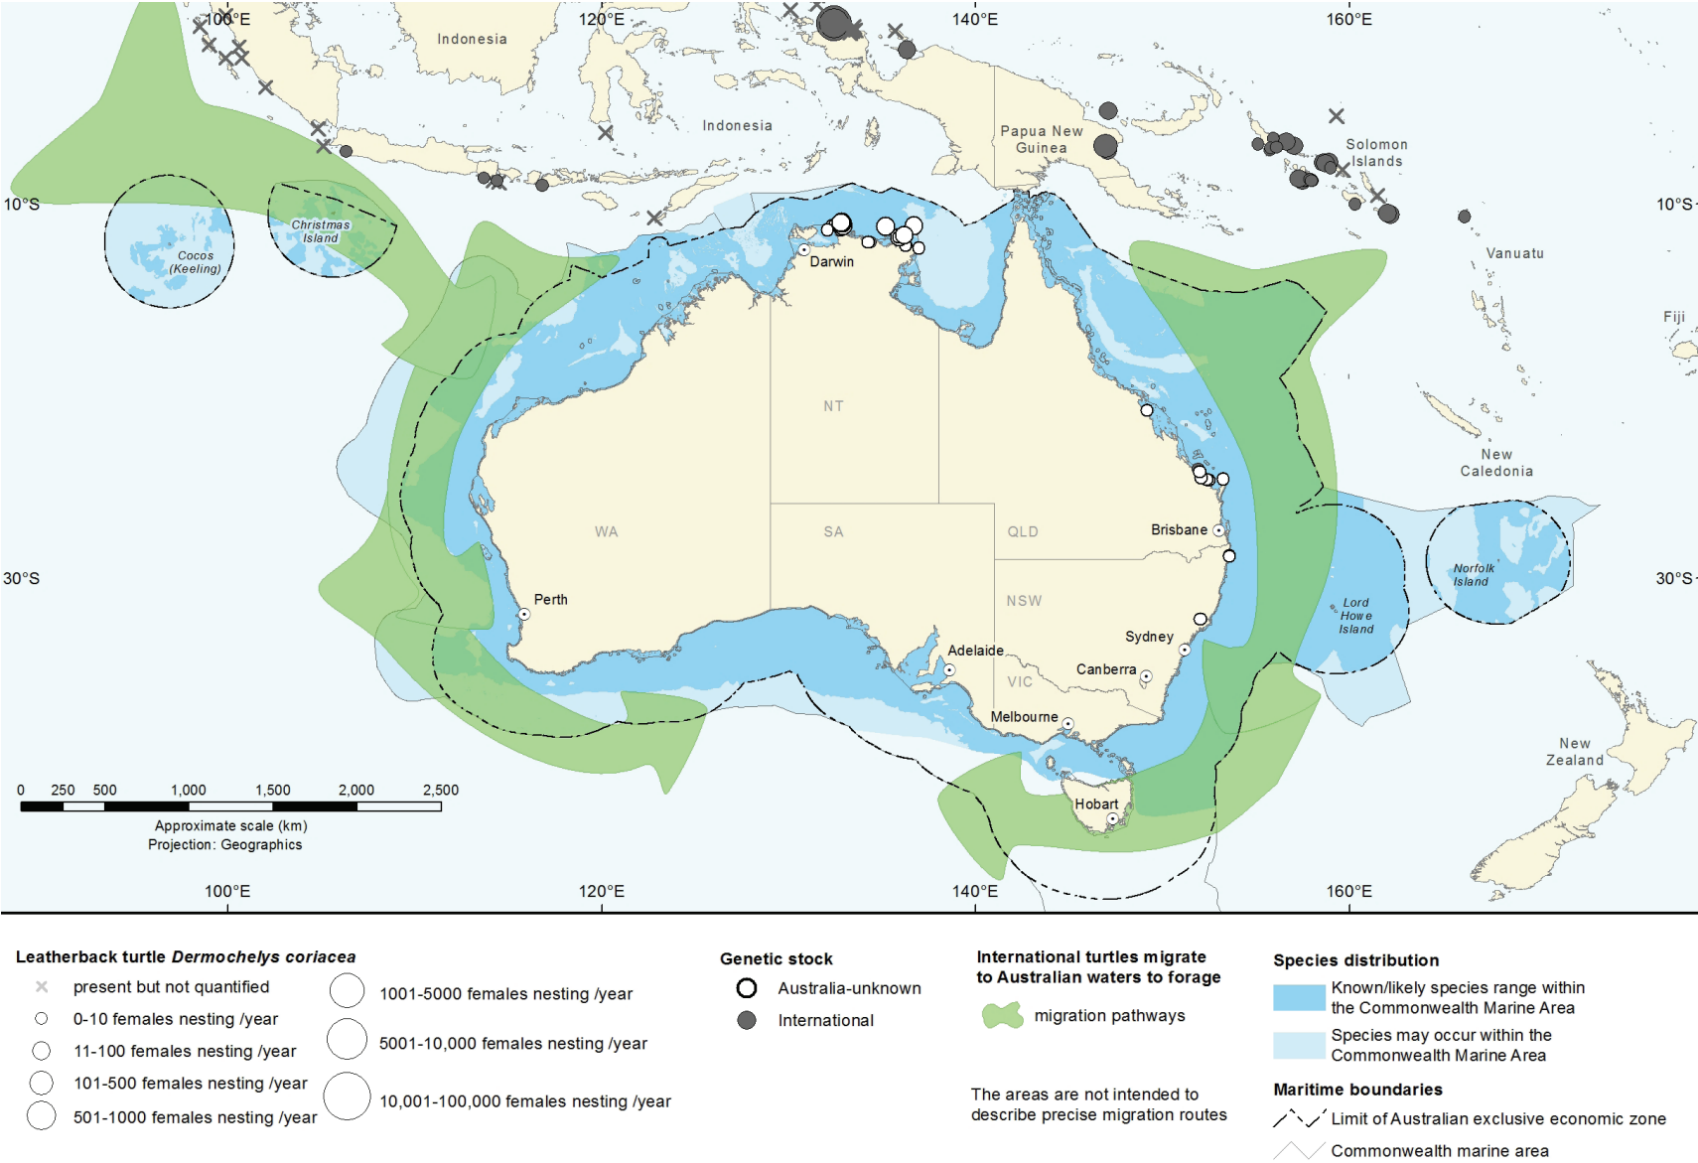 100°E
120°E
140°E
160°E
Indonesia
Indonesia
Papua New
Guinea
Solomon
Islands
10°S
10°S
Christmas
Island
Cocos
(Keeling)
Darwin
Vanuatu
Fiji
NT
New
Caledonia
WA
SA
QLD
Brisbane
30°S
30°S
Norfolk
Island
Perth
NSW
Lord
Howe
Island
Sydney
Adelaide
Canberra
VIC
Melbourne
New
Zealand
Hobart
0 250 500 1,000 1,500 2,000 2,500
Approximate scale (km)
Projection: Geographics
100°E
120°E
140°E
160°E
Leatherback turtle Dermochelys coriacea
present but not quantified
0-10 females nesting /year
11-100 females nesting /year
101-500 females nesting /year
501-1000 females nesting /year
1001-5000 females nesting /year
5001-10,000 females nesting /year
10,001-100,000 females nesting /year
Genetic stock
Australia-unknown
International
International turtles migrate
to Australian waters to forage
migration pathways
The areas are not intended to
describe precise migration routes
Species distribution
Known/likely species range within
the Commonwealth Marine Area
Species may occur within the
Commonwealth Marine Area
Maritime boundaries
Limit of Australian exclusive economic zone
Commonwealth marine area